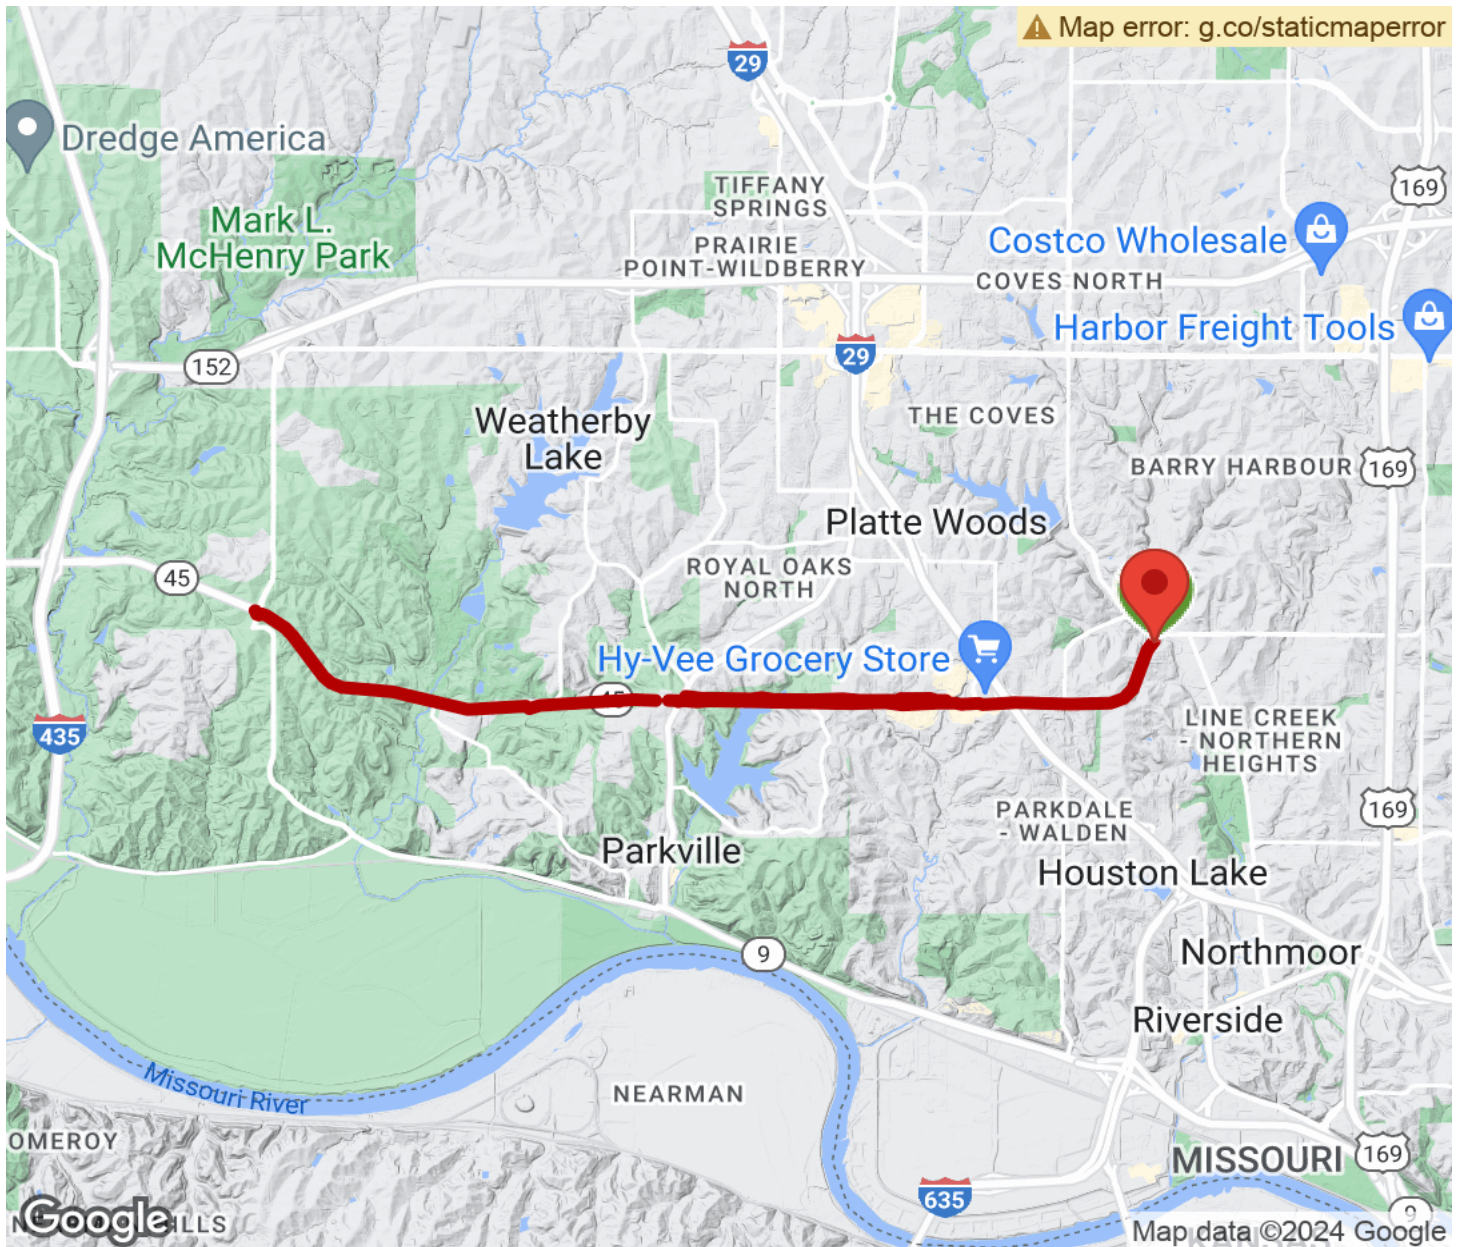 Map error: g.co/staticmaperror
29
Dredge America
TIFFANY
SPRINGS
169
Mark L.
McHenry Park
PRAIRIE
POINT-WILDBERRY
Costco Wholesale
COVES NORTH
Harbor Freight Tools
29
152
Weatherby
Lake
THE COVES
BARRY HARBOUR
169
Platte Woods
ROYAL OAKS
NORTH
45
Hy-Vee Grocery Store
45
435
LINE CREEK
- NORTHERN
HEIGHTS
PARKDALE
- WALDEN
169
Parkville
Houston Lake
9
Northmoor
Riverside
Missouri River
NEARMAN
OMEROY
MISSOURI
169
635
Google
HILLS
9
Map data ©2024 Google